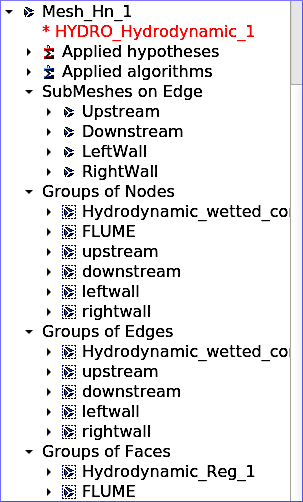 Mesh_Hn_1
* HYDRO_Hydrodynamic_1
Applied hypotheses
Applied algorithms
SubMeshes on Edge
Upstream
Downstream
LeftWall
RightWall
Groups of Nodes
Hydrodynamic_wetted_co
FLUME
upstream
downstream
leftwall
rightwall
Groups of Edges
Hydrodynamic_wetted_co
upstream
downstream
leftwall
rightwall
Groups of Faces
Hydrodynamic_Reg_1
FLUME